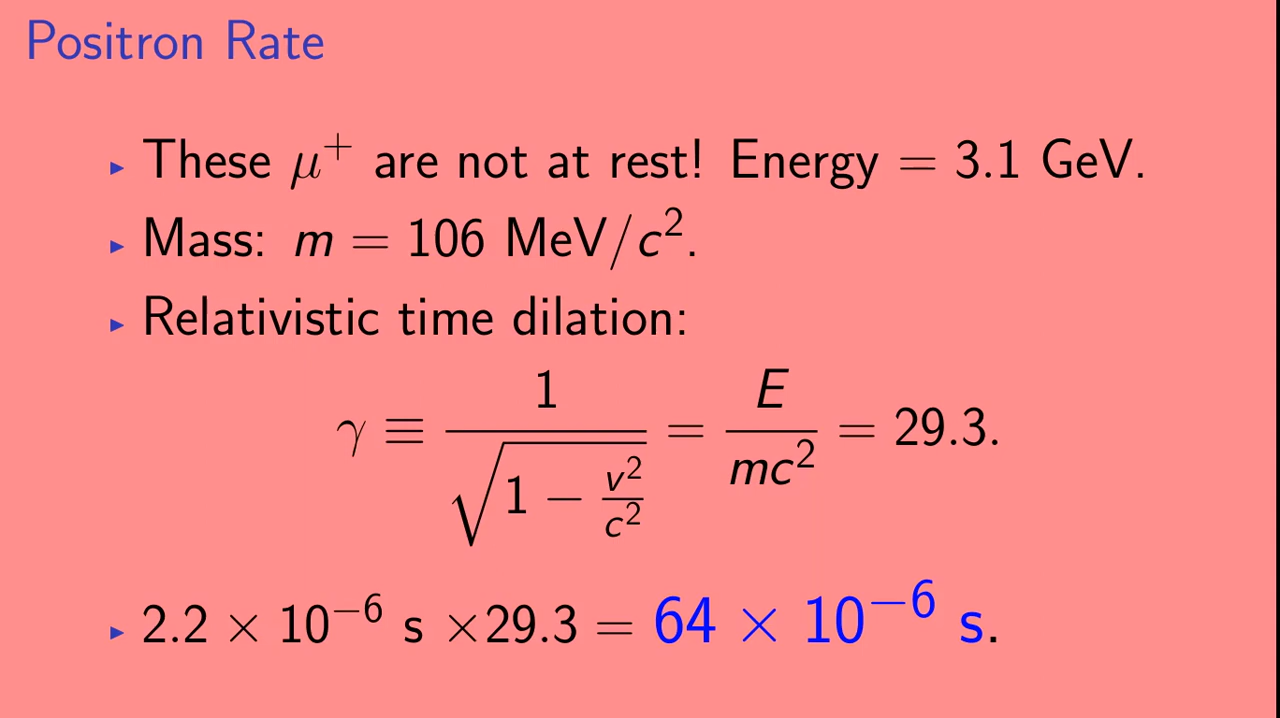 Positron Rate
▸ These μ⁺ are not at rest! Energy = 3.1 GeV.
▸ Mass: m = 106 MeV/c².
▸ Relativistic time dilation:
γ ≡ 1/√(1 − v²/c²) = E/mc² = 29.3.
▸ 2.2 × 10⁻⁶ s ×29.3 = 64 × 10⁻⁶ s.